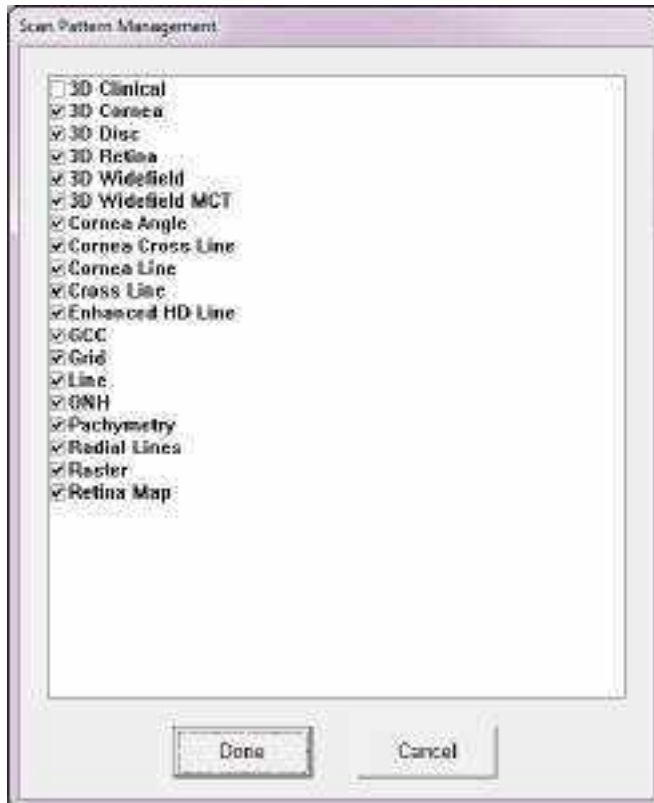 Scan Pattern Management
3D Clinical
3D Cornea
3D Disc
3D Retina
3D Widefield
3D Widefield MCT
Cornea Angle
Cornea Cross Line
Cornea Line
Cross Line
Enhanced HD Line
GCC
Grid
Line
ONH
Pachymetry
Radial Lines
Raster
Retina Map
Done
Cancel